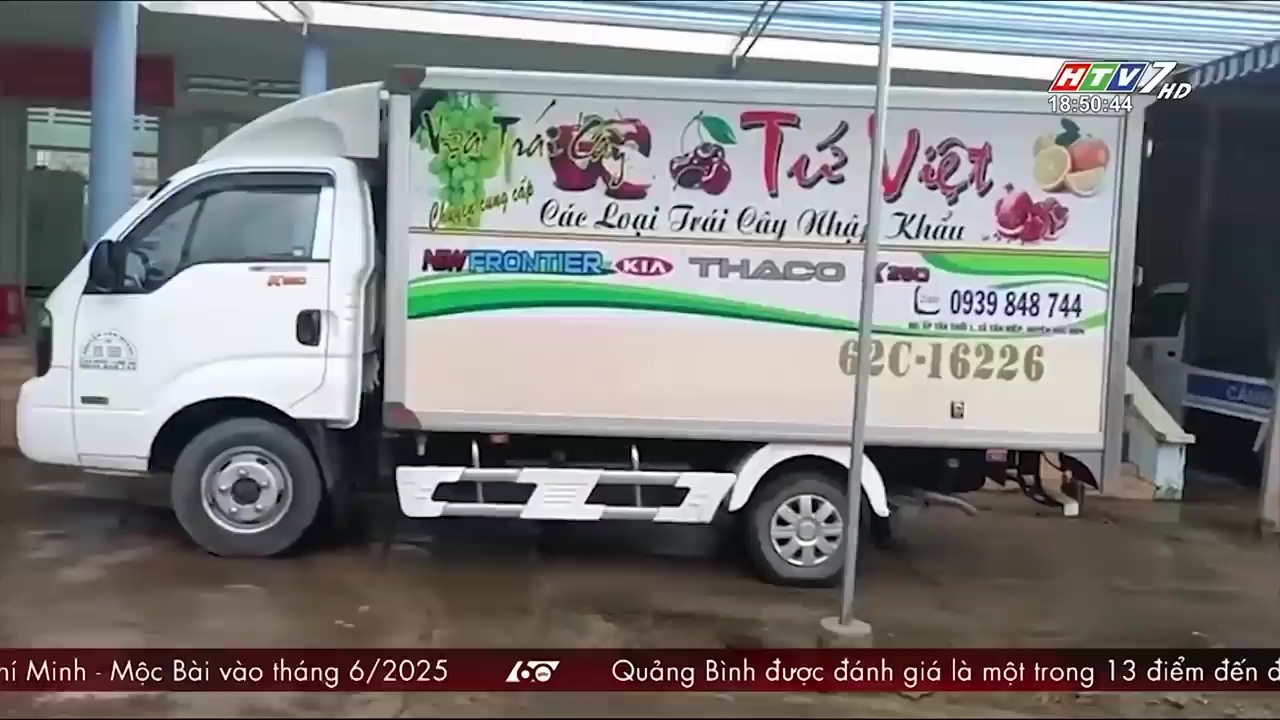 HTV7 HD
18:50:44
Vựa Trái Cây
Tứ Việt
Chuyên cung cấp
Các Loại Trái Cây Nhập Khẩu
NEW FRONTIER KIA THACO K250
0939 848 744
62C-16226
hí Minh - Mộc Bài vào tháng 6/2025
60
Quảng Bình được đánh giá là một trong 13 điểm đến đ